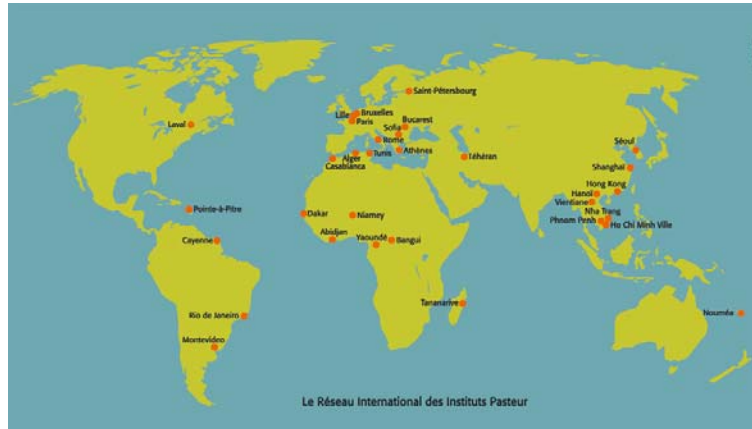 Saint-Pétersbourg
Laval
Lille
Bruxelles
Paris
Bucarest
Sofia
Rome
Athènes
Alger
Tunis
Casablanca
Téhéran
Séoul
Shanghai
Hong Kong
Hanoï
Vientiane
Nha Trang
Phnom Penh
Ho Chi Minh Ville
Pointe-à-Pitre
Dakar
Niamey
Cayenne
Abidjan
Yaoundé
Bangui
Tananarive
Rio de Janeiro
Nouméa
Montevideo
Le Réseau International des Instituts Pasteur